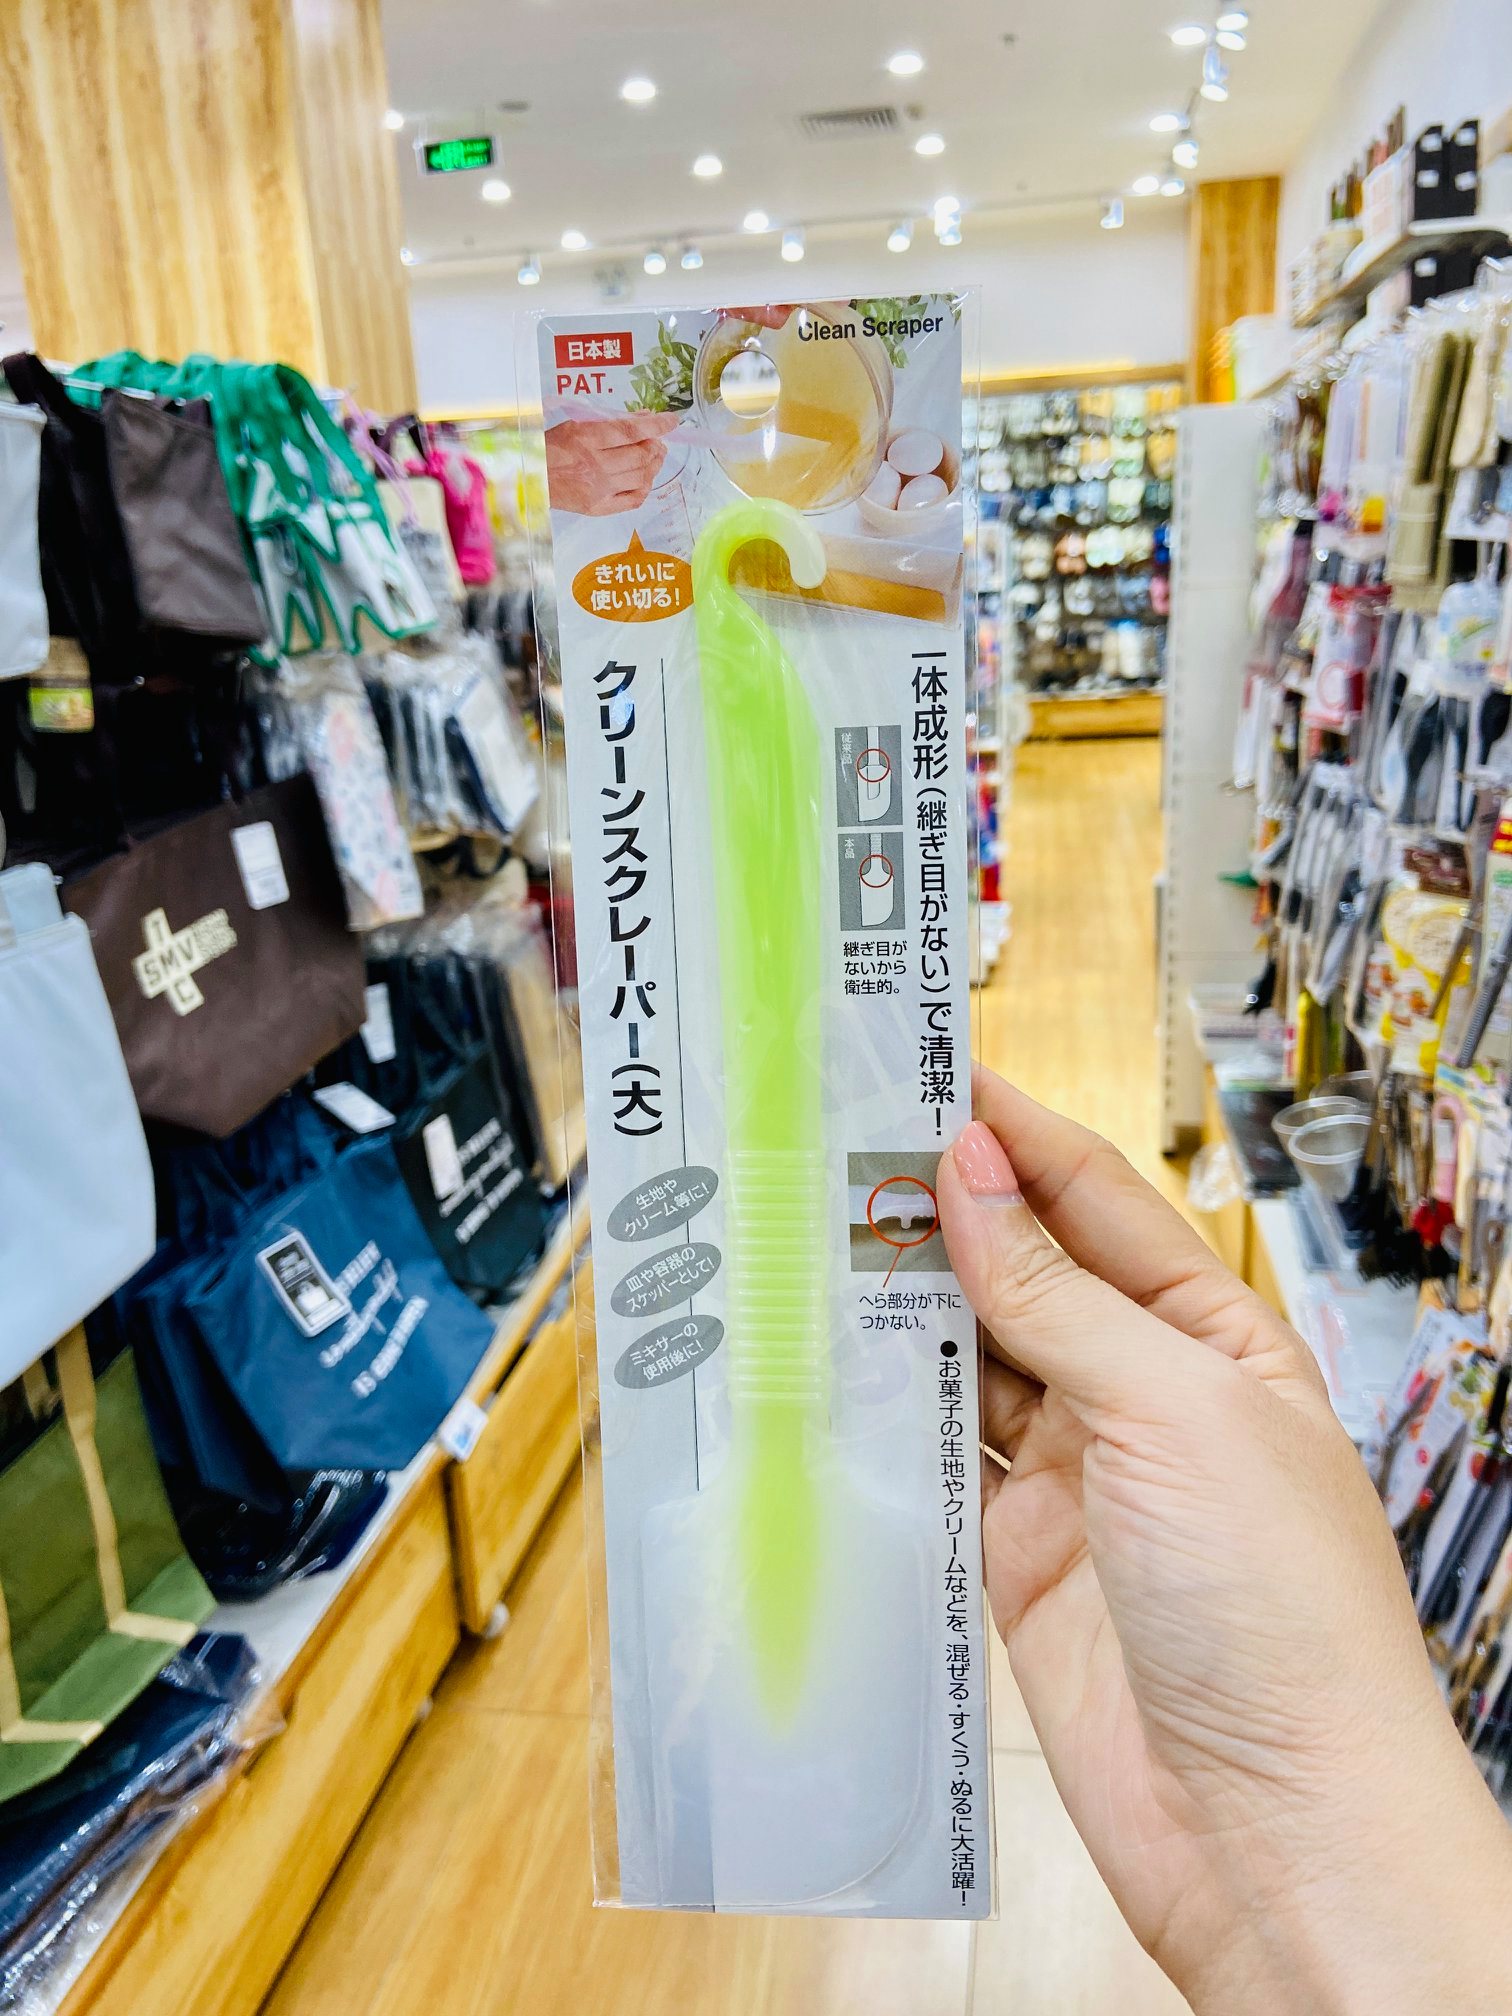 Clean Scraper
日本製
PAT.
きれいに
使い切る!
クリーンスクレーパー(大)
一体成形(継ぎ目がない)で清潔!
従来品
本品
継ぎ目が
ないから
衛生的。
生地や
クリーム等に!
皿や容器の
スケッパーとして!
ミキサーの
使用後に!
へら部分が下に
つかない。
●お菓子の生地やクリームなどを、混ぜる・すくう・ぬるに大活躍!
SMV